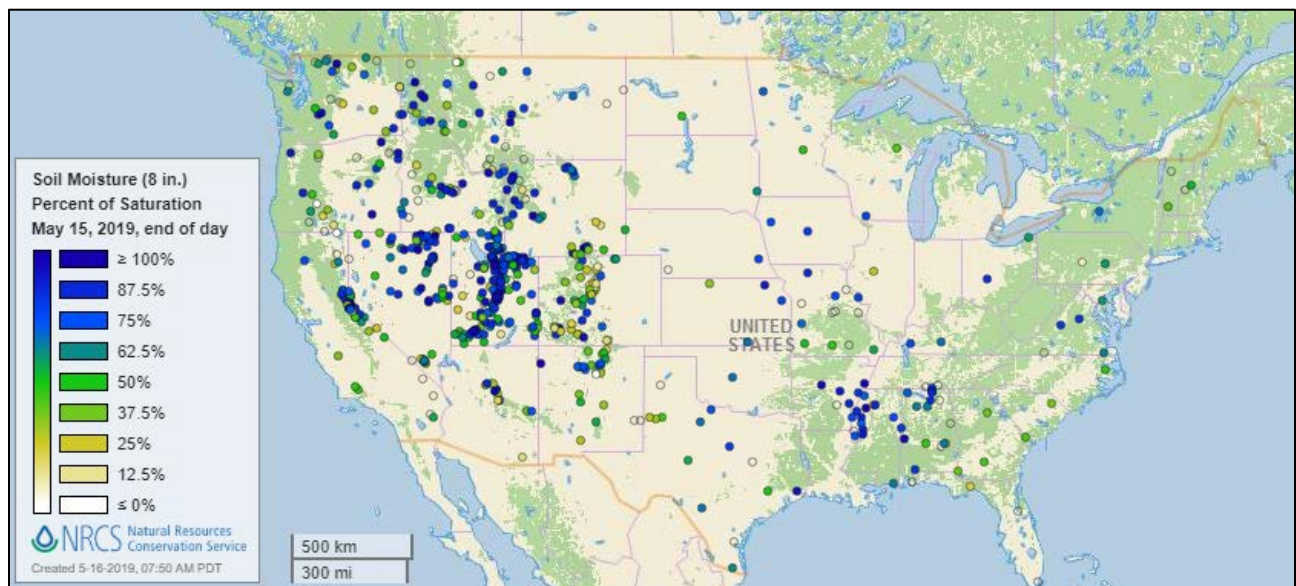 Soil Moisture (8 in.)
Percent of Saturation
May 15, 2019, end of day
≥ 100%
87.5%
75%
62.5%
50%
37.5%
25%
12.5%
≤ 0%
NRCS Natural Resources
Conservation Service
Created 5-16-2019, 07:50 AM PDT
500 km
300 mi
UNITED
STATES